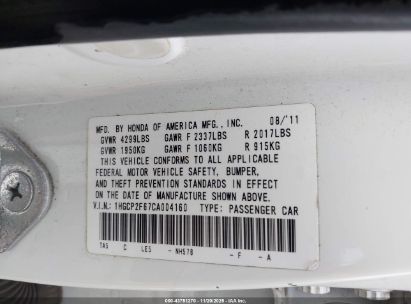 MFD. BY HONDA OF AMERICA MFG., INC. 08/'11
GVWR 4299LBS GAWR F 2337LBS R 2017LBS
GVWR 1950KG GAWR F 1060KG R 915KG
THIS VEHICLE CONFORMS TO ALL APPLICABLE
FEDERAL MOTOR VEHICLE SAFETY, BUMPER,
AND THEFT PREVENTION STANDARDS IN EFFECT ON
THE DATE OF MANUFACTURE SHOWN ABOVE.
V.I.N.: 1HGCP2F67CA004160 TYPE: PASSENGER CAR
TA5 C LES - NH578 - F - A